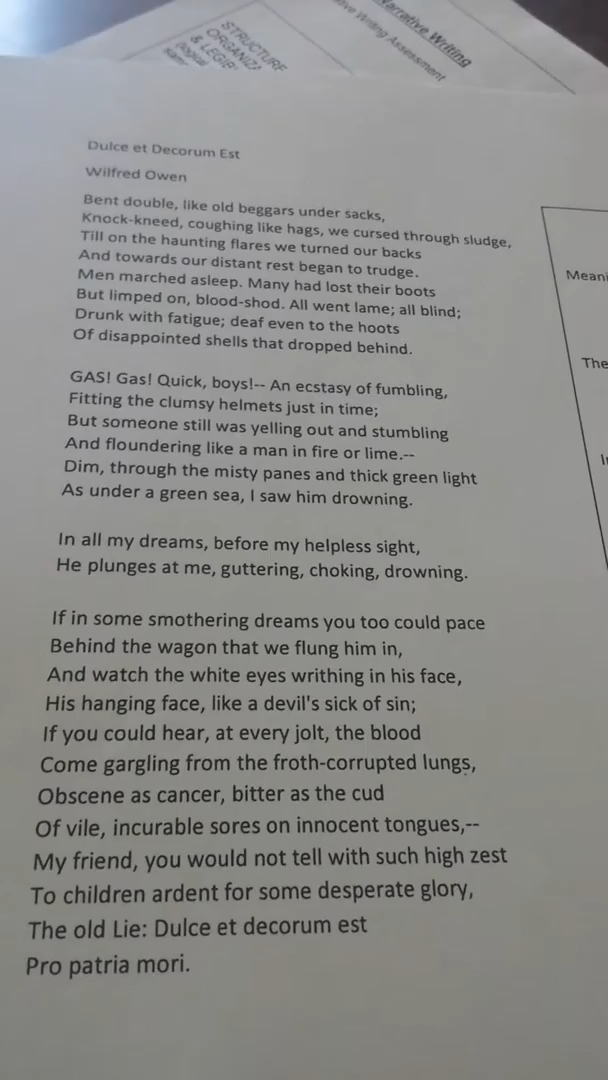 Narrative Writing
Writing Assessment
STRUCTURE
& LEGIB
Dulce et Decorum Est
Wilfred Owen
Bent double, like old beggars under sacks,
Knock-kneed, coughing like hags, we cursed through sludge,
Till on the haunting flares we turned our backs
And towards our distant rest began to trudge.
Men marched asleep. Many had lost their boots
But limped on, blood-shod. All went lame; all blind;
Drunk with fatigue; deaf even to the hoots
Of disappointed shells that dropped behind.
GAS! Gas! Quick, boys!-- An ecstasy of fumbling,
Fitting the clumsy helmets just in time;
But someone still was yelling out and stumbling
And floundering like a man in fire or lime.--
Dim, through the misty panes and thick green light
As under a green sea, I saw him drowning.
In all my dreams, before my helpless sight,
He plunges at me, guttering, choking, drowning.
If in some smothering dreams you too could pace
Behind the wagon that we flung him in,
And watch the white eyes writhing in his face,
His hanging face, like a devil's sick of sin;
If you could hear, at every jolt, the blood
Come gargling from the froth-corrupted lungs,
Obscene as cancer, bitter as the cud
Of vile, incurable sores on innocent tongues,--
My friend, you would not tell with such high zest
To children ardent for some desperate glory,
The old Lie: Dulce et decorum est
Pro patria mori.
Meani
The